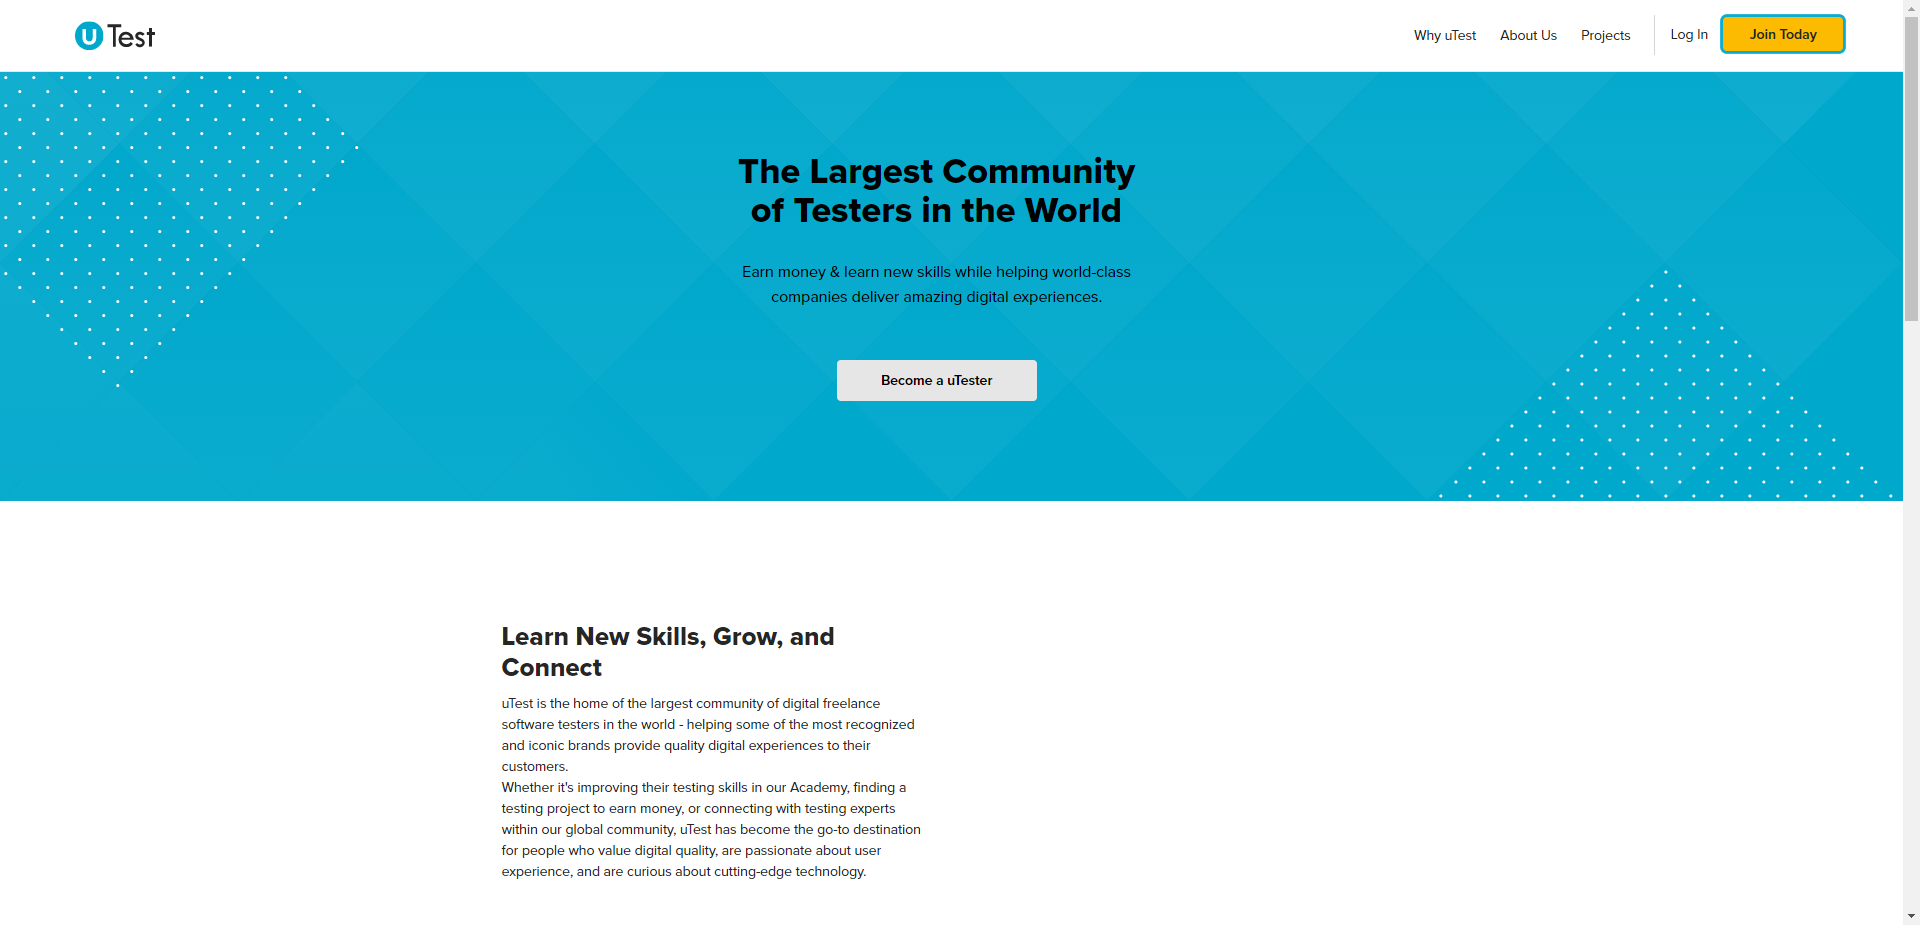 uTest
Why uTest
About Us
Projects
Log In
Join Today
The Largest Community
of Testers in the World
Earn money & learn new skills while helping world-class
companies deliver amazing digital experiences.
Become a uTester
Learn New Skills, Grow, and
Connect
uTest is the home of the largest community of digital freelance
software testers in the world - helping some of the most recognized
and iconic brands provide quality digital experiences to their
customers.
Whether it's improving their testing skills in our Academy, finding a
testing project to earn money, or connecting with testing experts
within our global community, uTest has become the go-to destination
for people who value digital quality, are passionate about user
experience, and are curious about cutting-edge technology.